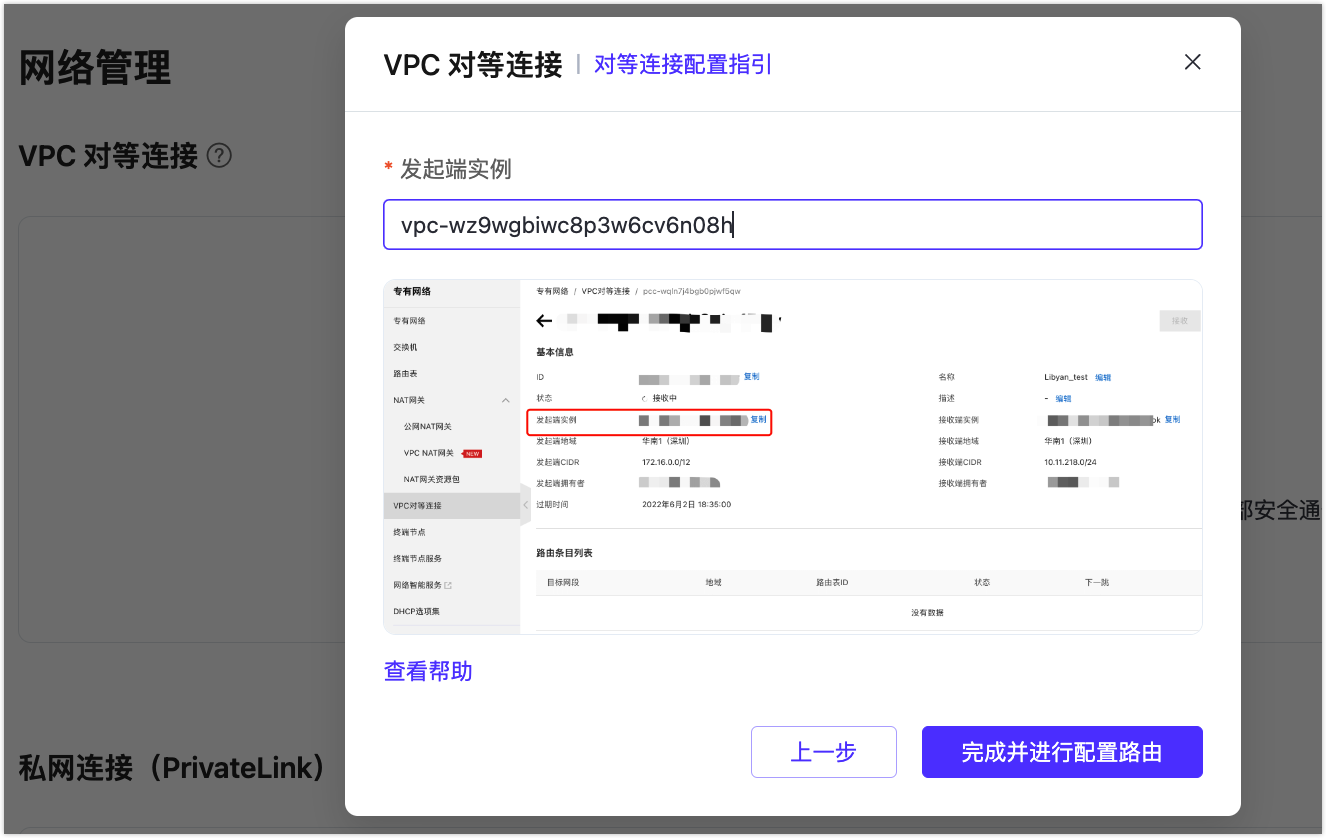 网络管理
VPC 对等连接 ?
私网连接（PrivateLink）
部安全通
VPC 对等连接 | 对等连接配置指引
* 发起端实例
vpc-wz9wgbiwc8p3w6cv6n08h
专有网络
专有网络
交换机
路由表
NAT网关
公网NAT网关
VPC NAT网关 NEW
NAT网关资源包
VPC对等连接
终端节点
终端节点服务
网络智能服务
DHCP选项集
专有网络 / VPC对等连接 / pcc-wqln7j4bgb0pjwf5qw
接收
基本信息
ID 复制 名称 Libyan_test 编辑
状态 接收中 描述 - 编辑
发起端实例 复制 接收端实例 复制
发起端地域 华南1（深圳） 接收端地域 华南1（深圳）
发起端CIDR 172.16.0.0/12 接收端CIDR 10.11.218.0/24
发起端拥有者 接收端拥有者
过期时间 2022年6月2日 18:35:00
路由条目列表
目标网段 地域 路由表ID 状态 下一跳
没有数据
查看帮助
上一步 完成并进行配置路由